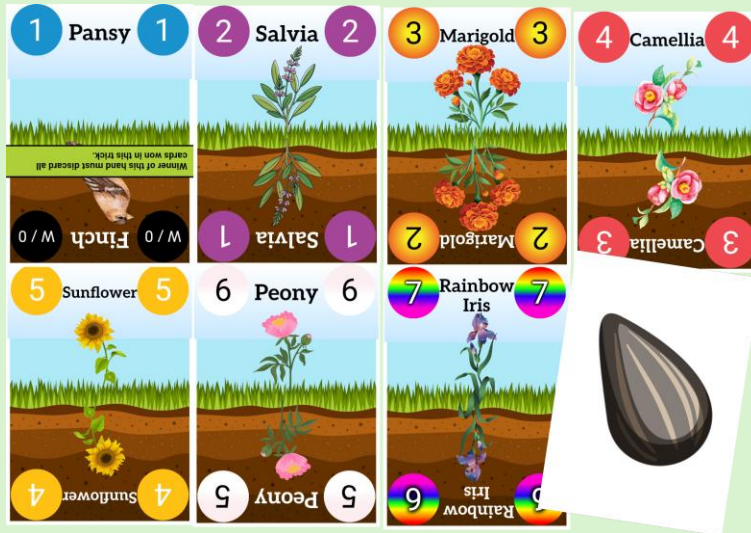 1 Pansy 1
Winner of this hand must discard all
cards won in this trick.
W / 0 Finch W / 0
2 Salvia 2
1 Salvia 1
3 Marigold 3
2 Marigold 2
4 Camellia 4
3 Camellia 3
5 Sunflower 5
4 Sunflower 4
6 Peony 6
5 Peony 5
7 Rainbow 7
Iris
Rainbow
Iris 6